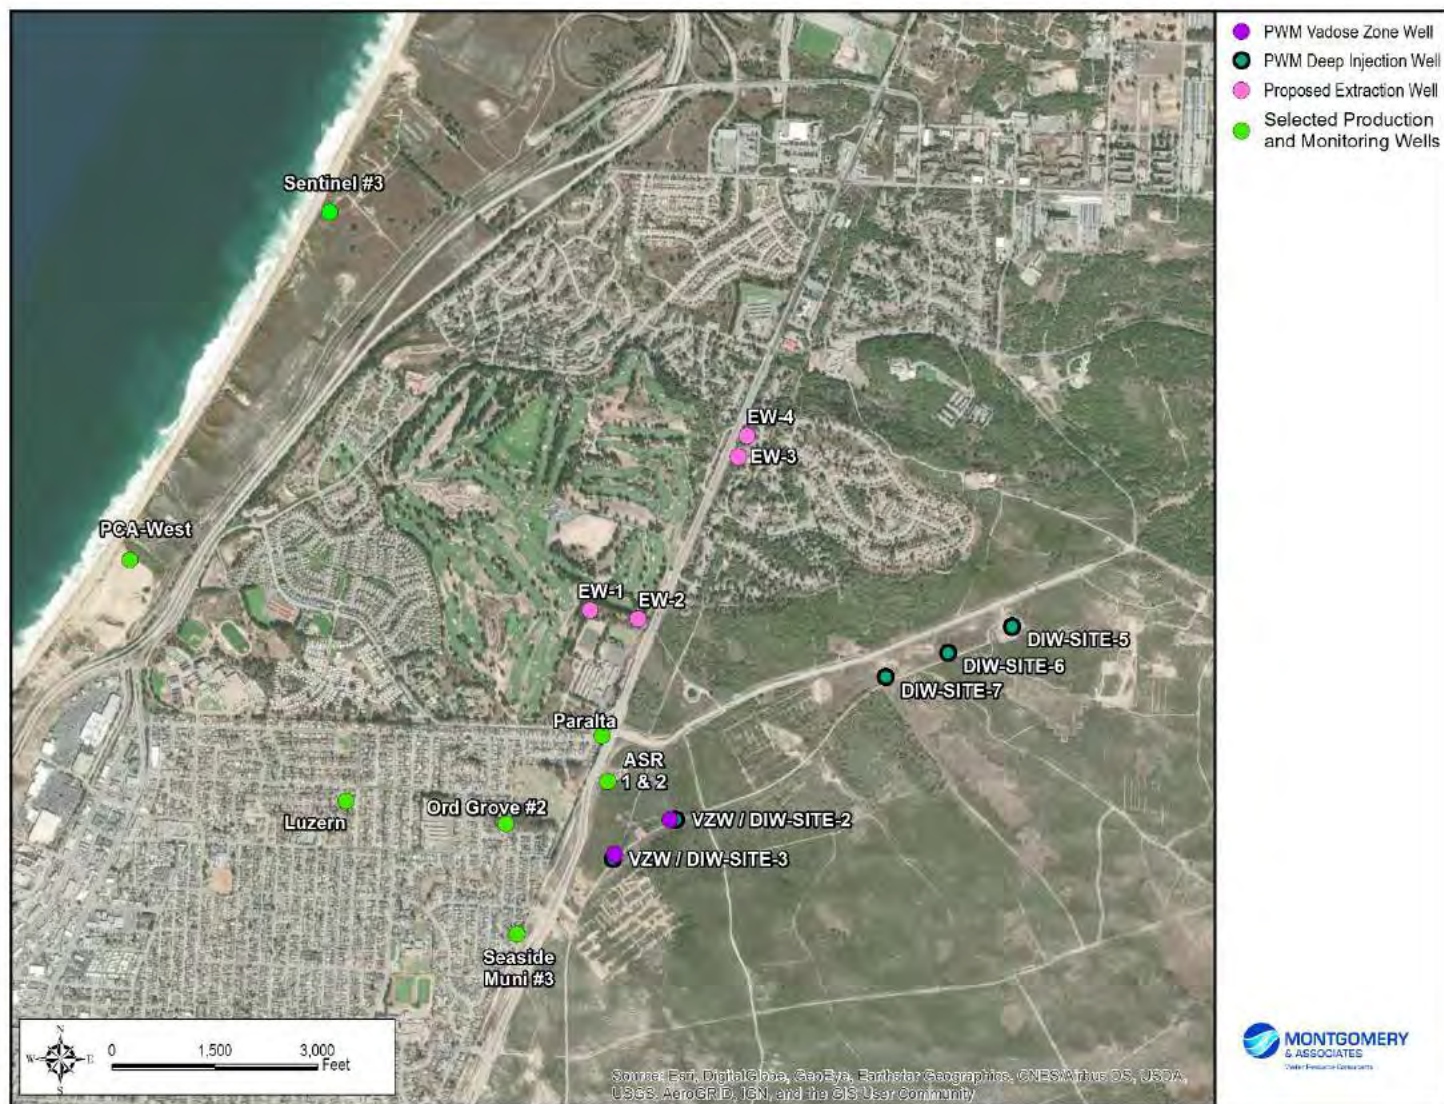 PWM Vadose Zone Well
PWM Deep Injection Well
Proposed Extraction Well
Selected Production
and Monitoring Wells
Sentinel #3
EW-4
EW-3
PCA-West
EW-1
EW-2
DIW-SITE-5
DIW-SITE-6
DIW-SITE-7
Paralta
ASR
1 & 2
Luzern
Ord Grove #2
VZW / DIW-SITE-2
VZW / DIW-SITE-3
Seaside
Muni #3
N
W
E
S
0
1,500
3,000
Feet
MONTGOMERY
& ASSOCIATES
Water Resource Consultants
Source: Esri, DigitalGlobe, GeoEye, Earthstar Geographics, CNES/Airbus DS, USDA,
USGS, AeroGRID, IGN, and the GIS User Community